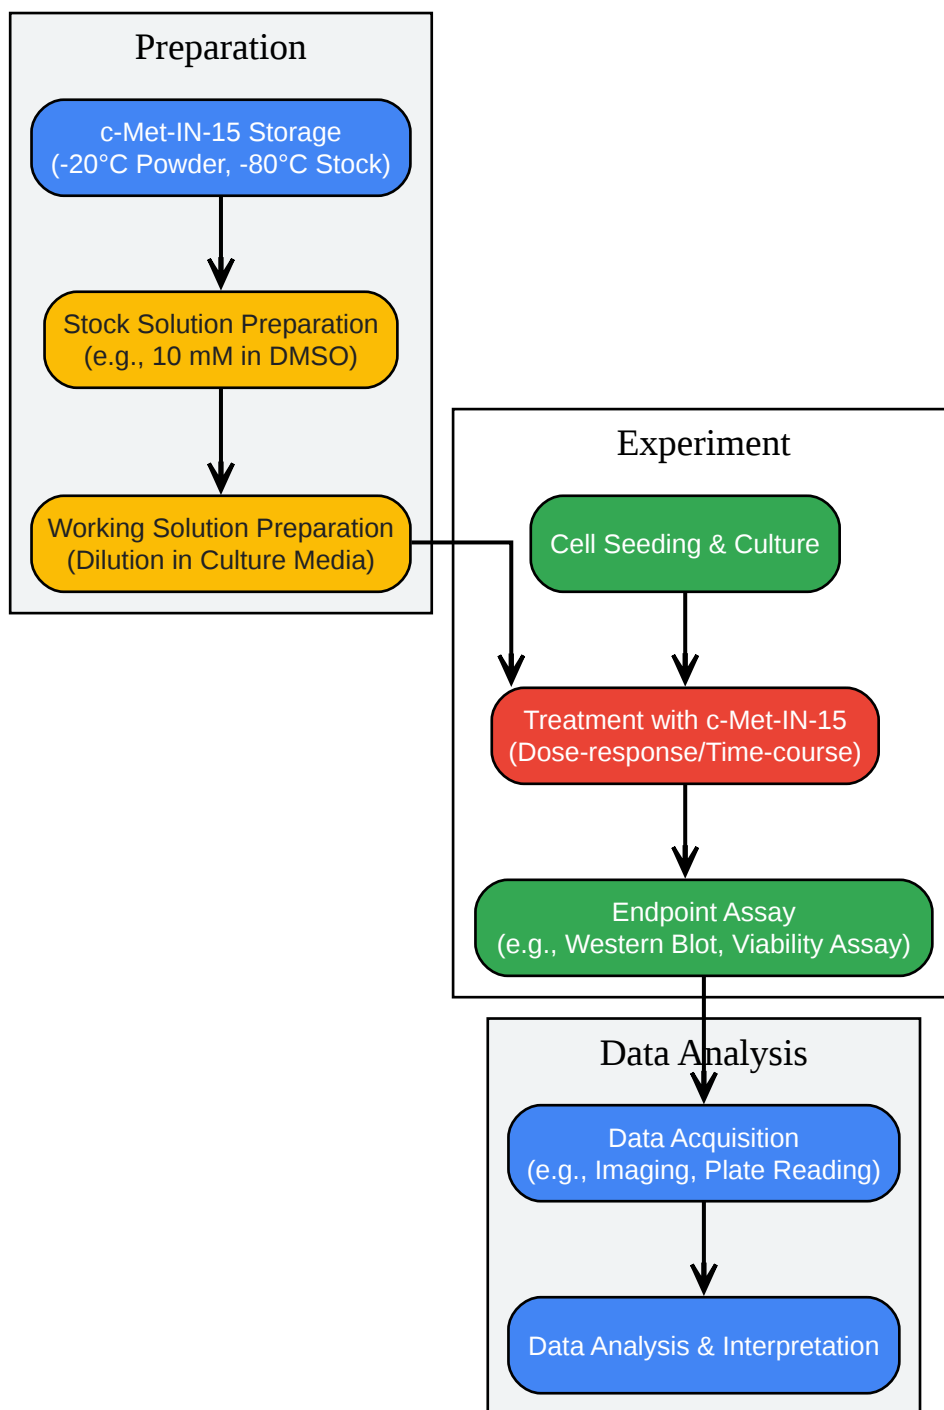 Preparation
c-Met-IN-15 Storage
(-20°C Powder, -80°C Stock)
Stock Solution Preparation
(e.g., 10 mM in DMSO)
Working Solution Preparation
(Dilution in Culture Media)
Experiment
Cell Seeding & Culture
Treatment with c-Met-IN-15
(Dose-response/Time-course)
Endpoint Assay
(e.g., Western Blot, Viability Assay)
Data Analysis
Data Acquisition
(e.g., Imaging, Plate Reading)
Data Analysis & Interpretation